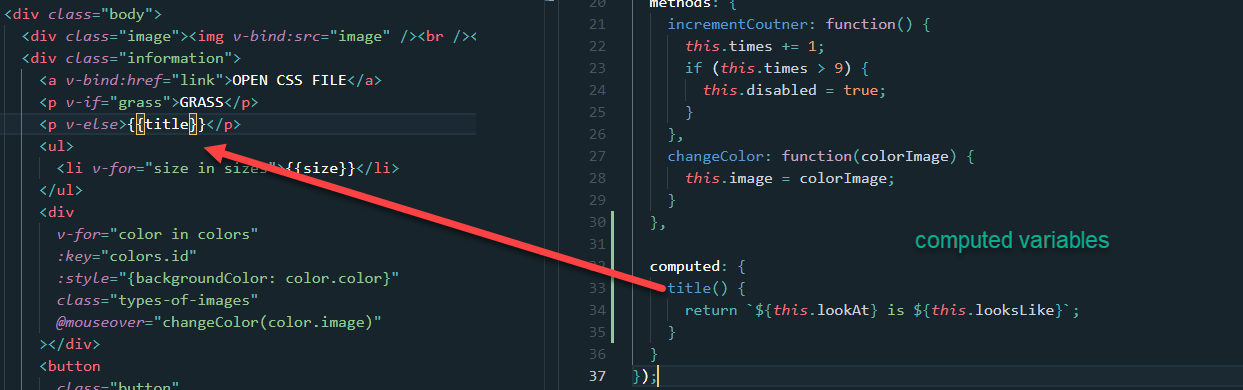 <div class="body">
<div class="image"><img v-bind:src="image" /><br /><
<div class="information">
<a v-bind:href="link">OPEN CSS FILE</a>
<p v-if="grass">GRASS</p>
<p v-else>{{title}}</p>
<ul>
<li v-for="size in sizes">{{size}}</li>
</ul>
<div
v-for="color in colors"
:key="colors.id"
:style="{backgroundColor: color.color}"
class="types-of-images"
@mouseover="changeColor(color.image)"
></div>
<button
class="button"
20 methods: {
21 incrementCoutner: function() {
22 this.times += 1;
23 if (this.times > 9) {
24 this.disabled = true;
25 }
26 },
27 changeColor: function(colorImage) {
28 this.image = colorImage;
29 }
30 },
31
computed variables
32 computed: {
33 title() {
34 return `${this.lookAt} is ${this.looksLike}`;
35 }
36 }
37 });